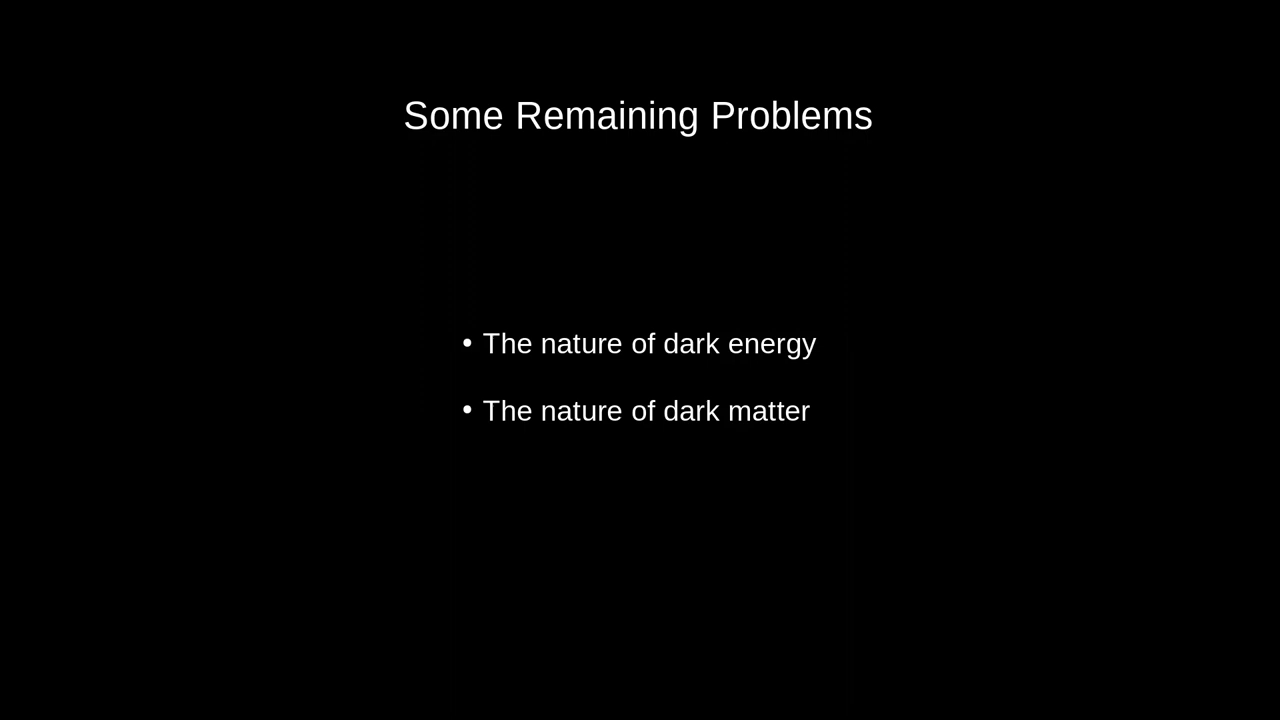 Some Remaining Problems
• The nature of dark energy
• The nature of dark matter